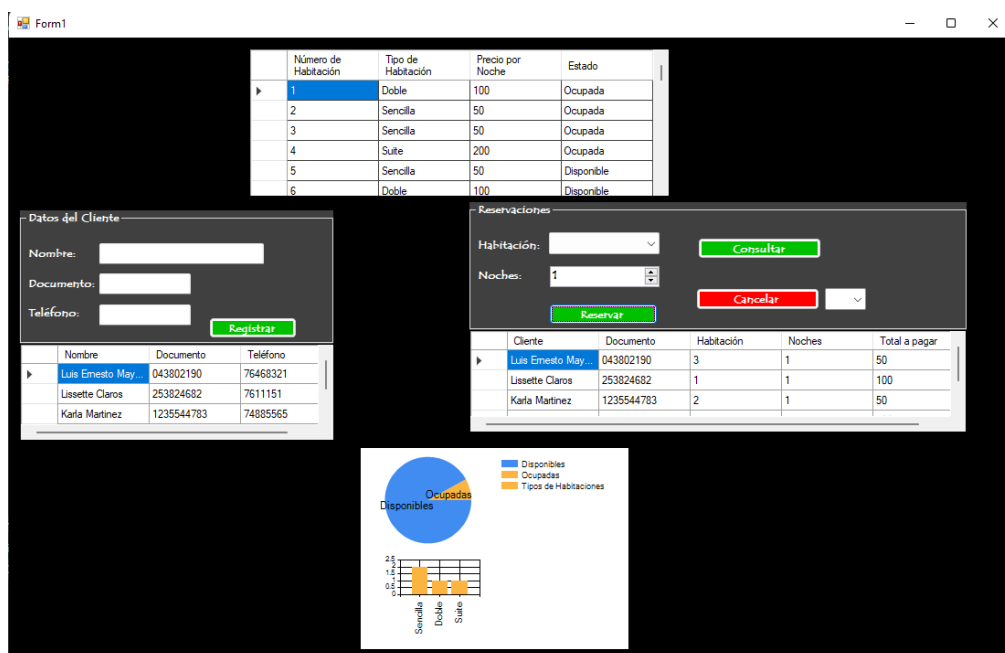 Form1
Número de Habitación Tipo de Habitación Precio por Noche Estado
1 Doble 100 Ocupada
2 Sencilla 50 Ocupada
3 Sencilla 50 Ocupada
4 Suite 200 Ocupada
5 Sencilla 50 Disponible
6 Doble 100 Disponible
Datos del Cliente
Nombre:
Documento:
Teléfono:
Registrar
Nombre Documento Teléfono
Luis Ernesto May... 043802190 76468321
Lissette Claros 253824682 7611151
Karla Martinez 1235544783 74885565
Reservaciones
Habitación:
Consultar
Noches: 1
Cancelar
Reservar
Cliente Documento Habitación Noches Total a pagar
Luis Ernesto May... 043802190 3 1 50
Lissette Claros 253824682 1 1 100
Karla Martinez 1235544783 2 1 50
Disponibles
Ocupadas
Tipos de Habitaciones
Ocupadas
Disponibles
2.5
2
1.5
1
0.5
0
Sencilla
Doble
Suite